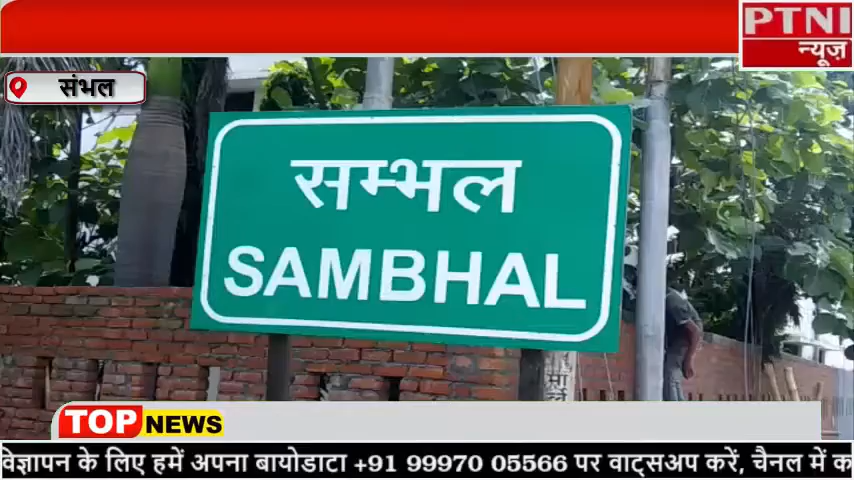 PTNI
न्यूज़
संभल
सम्भल
SAMBHAL
TOP NEWS
विज्ञापन के लिए हमें अपना बायोडाटा +91 99970 05566 पर वाट्सअप करें, चैनल में क